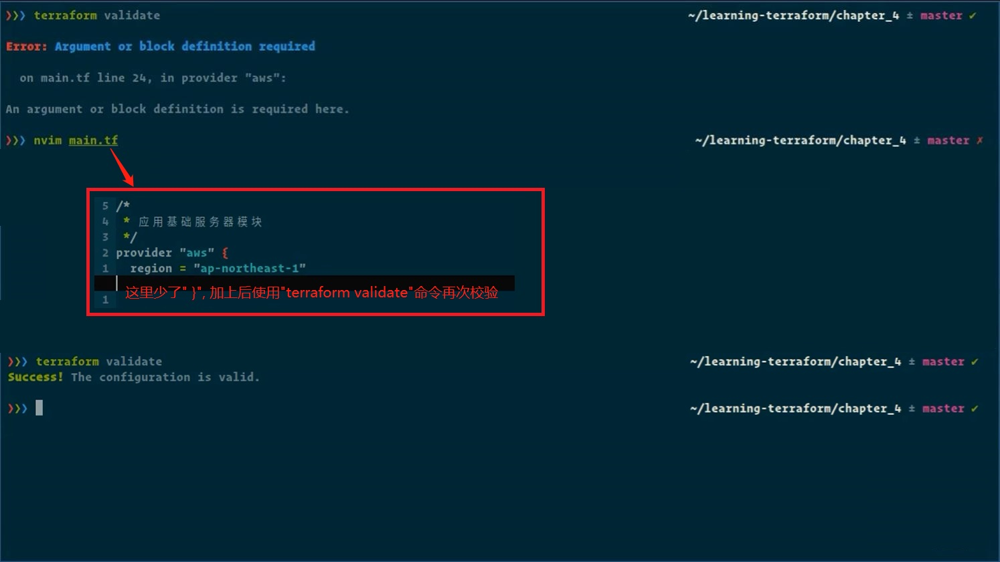 ❯❯❯ terraform validate ~/learning-terraform/chapter_4 ± master ✔
Error: Argument or block definition required
on main.tf line 24, in provider "aws":
An argument or block definition is required here.
❯❯❯ nvim main.tf ~/learning-terraform/chapter_4 ± master ✗
5 /*
4 * 应用基础服务器模块
3 */
2 provider "aws" {
1 region = "ap-northeast-1"
这里少了" }", 加上后使用"terraform validate"命令再次校验
1
❯❯❯ terraform validate ~/learning-terraform/chapter_4 ± master ✔
Success! The configuration is valid.
❯❯❯ ~/learning-terraform/chapter_4 ± master ✔